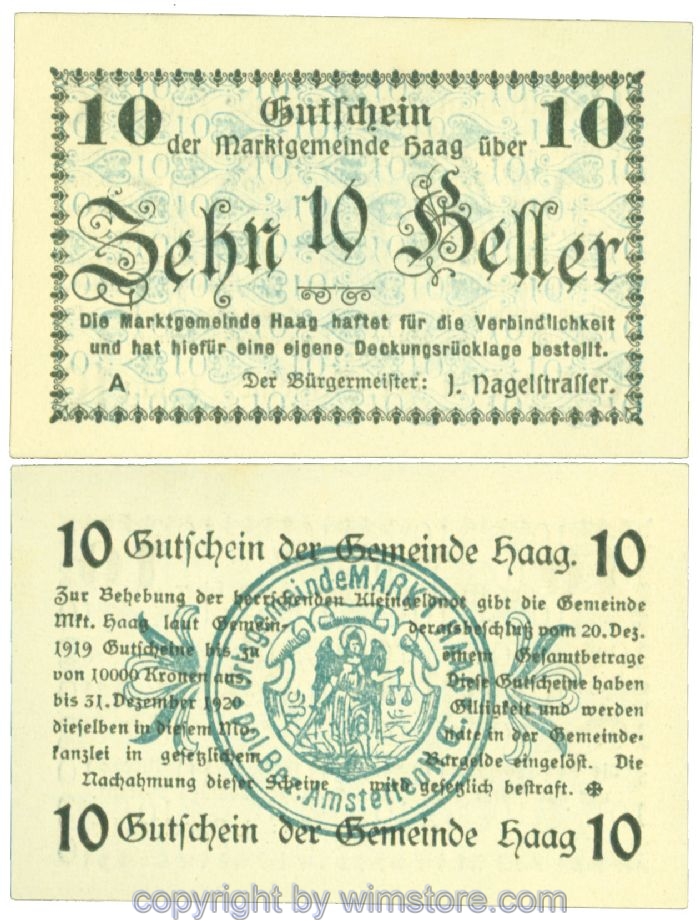 10 Gutschein 10
der Marktgemeinde Haag über
Zehn 10 Heller
Die Marktgemeinde Haag haftet für die Verbindlichkeit
und hat hiefür eine eigene Deckungsrücklage bestellt.
A Der Bürgermeister: J. Nagelstrasser.
10 Gutschein der Gemeinde Haag. 10
Zur Behebung der herrschenden Kleingeldnot gibt die Gemeinde
Mkt. Haag laut Gemein- deratsbeschluß vom 20. Dez.
1919 Gutscheine bis zu einem Gesamtbetrage
von 10000 Kronen aus. Diese Gutscheine haben
bis 31. Dezember 1920 Giltigkeit und werden
dieselben in diesem Mo- nate in der Gemeinde-
kanzlei in gesetzlichem Bargelde eingelöst. Die
Nachahmung dieser Scheine wird gesetzlich bestraft. ✠
10 Gutschein der Gemeinde Haag 10
OrtsgemeindeMARKT
pol. Bez. Amstetten
copyright by wimstore.com